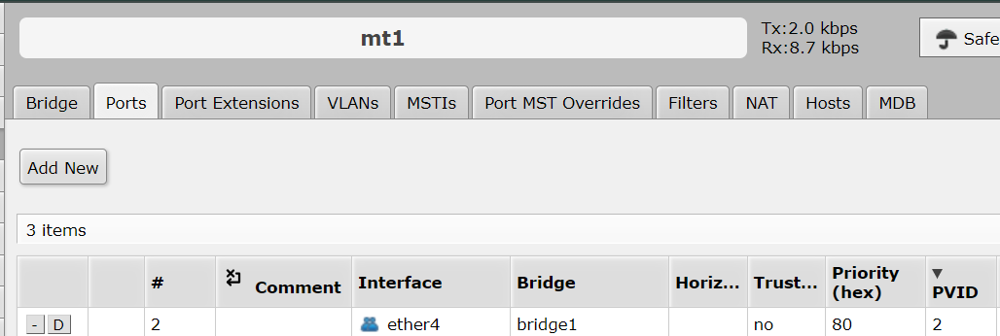 mt1
Tx:2.0 kbps
Rx:8.7 kbps
Safe
Bridge Ports Port Extensions VLANs MSTIs Port MST Overrides Filters NAT Hosts MDB
Add New
3 items
# Comment Interface Bridge Horiz... Trust... Priority (hex) ▼ PVID
- D 2 ether4 bridge1 no 80 2